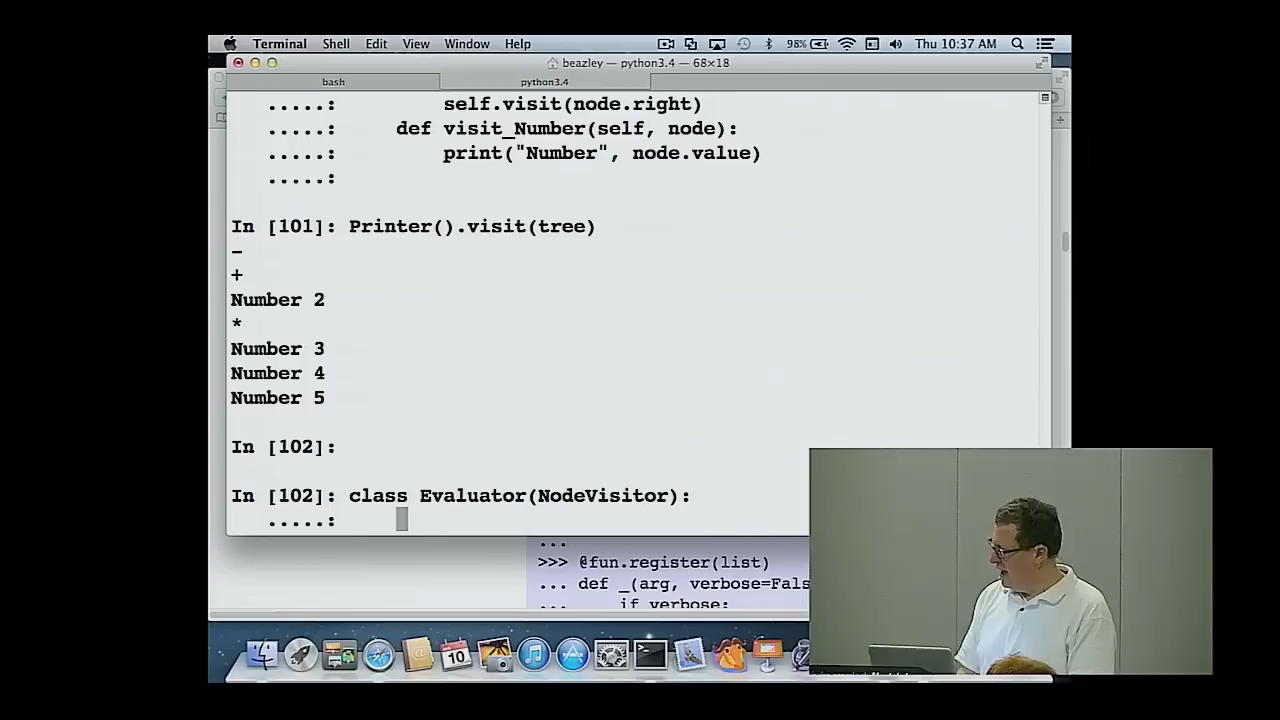 Terminal Shell Edit View Window Help 98% Thu 10:37 AM
beazley — python3.4 — 68×18
bash python3.4
.....:         self.visit(node.right)
.....:     def visit_Number(self, node):
.....:         print("Number", node.value)
.....:
In [101]: Printer().visit(tree)
-
+
Number 2
*
Number 3
Number 4
Number 5
In [102]:
In [102]: class Evaluator(NodeVisitor):
.....:
...
>>> @fun.register(list)
... def _(arg, verbose=Fals
...     if verbose:
10